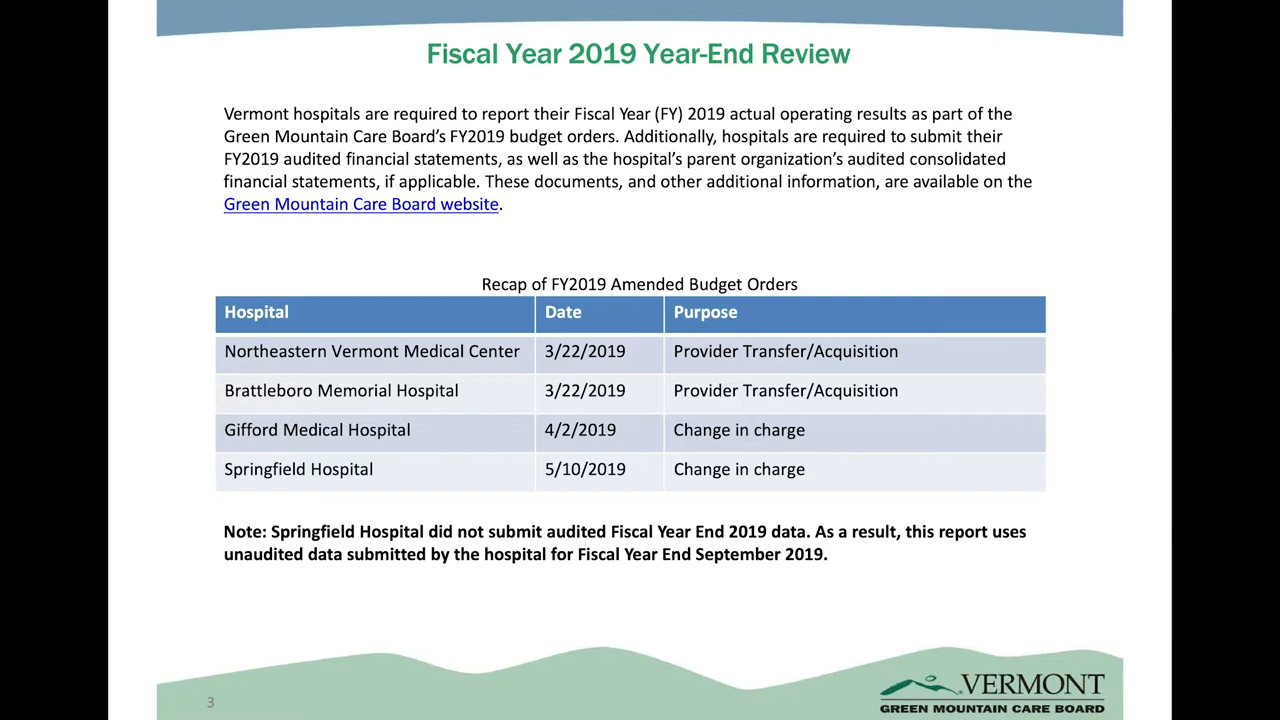 Fiscal Year 2019 Year-End Review
Vermont hospitals are required to report their Fiscal Year (FY) 2019 actual operating results as part of the
Green Mountain Care Board’s FY2019 budget orders. Additionally, hospitals are required to submit their
FY2019 audited financial statements, as well as the hospital’s parent organization’s audited consolidated
financial statements, if applicable. These documents, and other additional information, are available on the
Green Mountain Care Board website.
Recap of FY2019 Amended Budget Orders
Hospital Date Purpose
Northeastern Vermont Medical Center 3/22/2019 Provider Transfer/Acquisition
Brattleboro Memorial Hospital 3/22/2019 Provider Transfer/Acquisition
Gifford Medical Hospital 4/2/2019 Change in charge
Springfield Hospital 5/10/2019 Change in charge
Note: Springfield Hospital did not submit audited Fiscal Year End 2019 data. As a result, this report uses
unaudited data submitted by the hospital for Fiscal Year End September 2019.
3
VERMONT
GREEN MOUNTAIN CARE BOARD